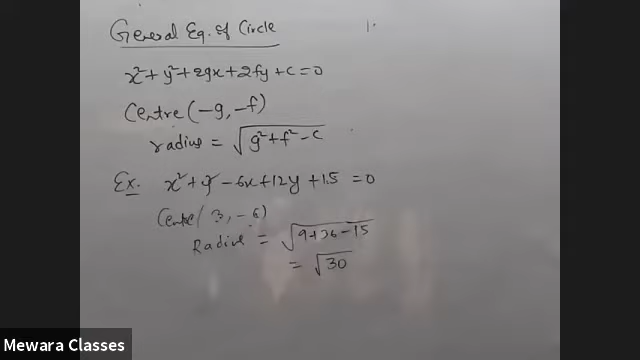 General Eq. of Circle
x²+y²+2gx+2fy+c=0
Centre (-g, -f)
radius = √g²+f²-c
Ex. x²+y²-6x+12y+15=0
Centre (3, -6)
Radius = √9+36-15
= √30
Mewara Classes